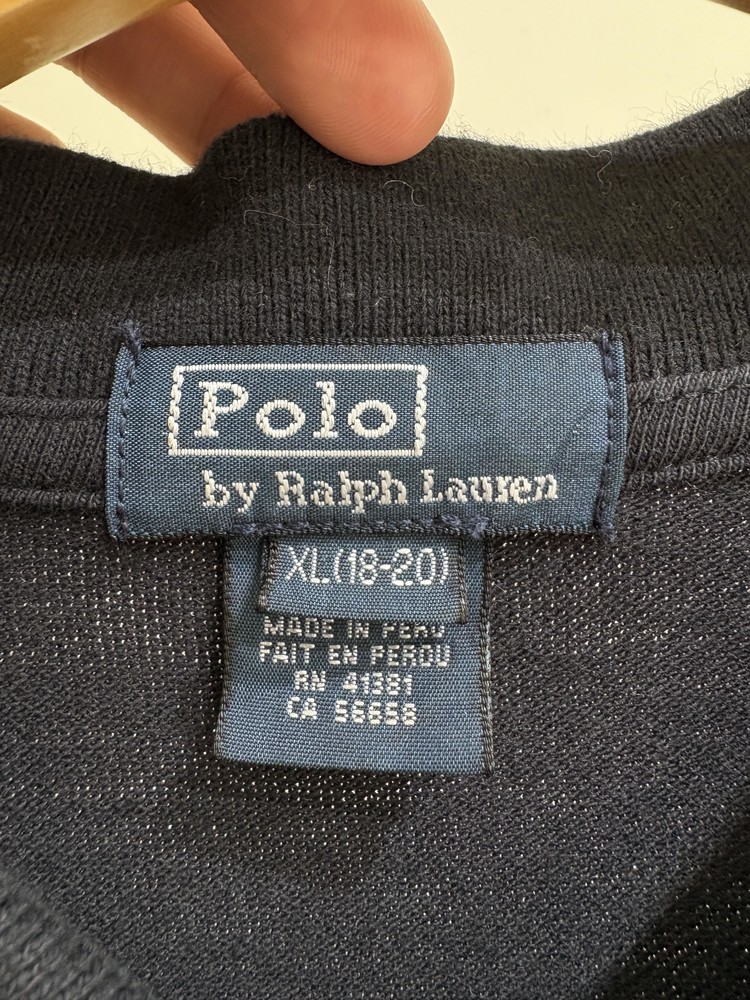 Polo
by Ralph Lauren
XL(18-20)
MADE IN PERU
FAIT EN PEROU
RN 41381
CA 56658